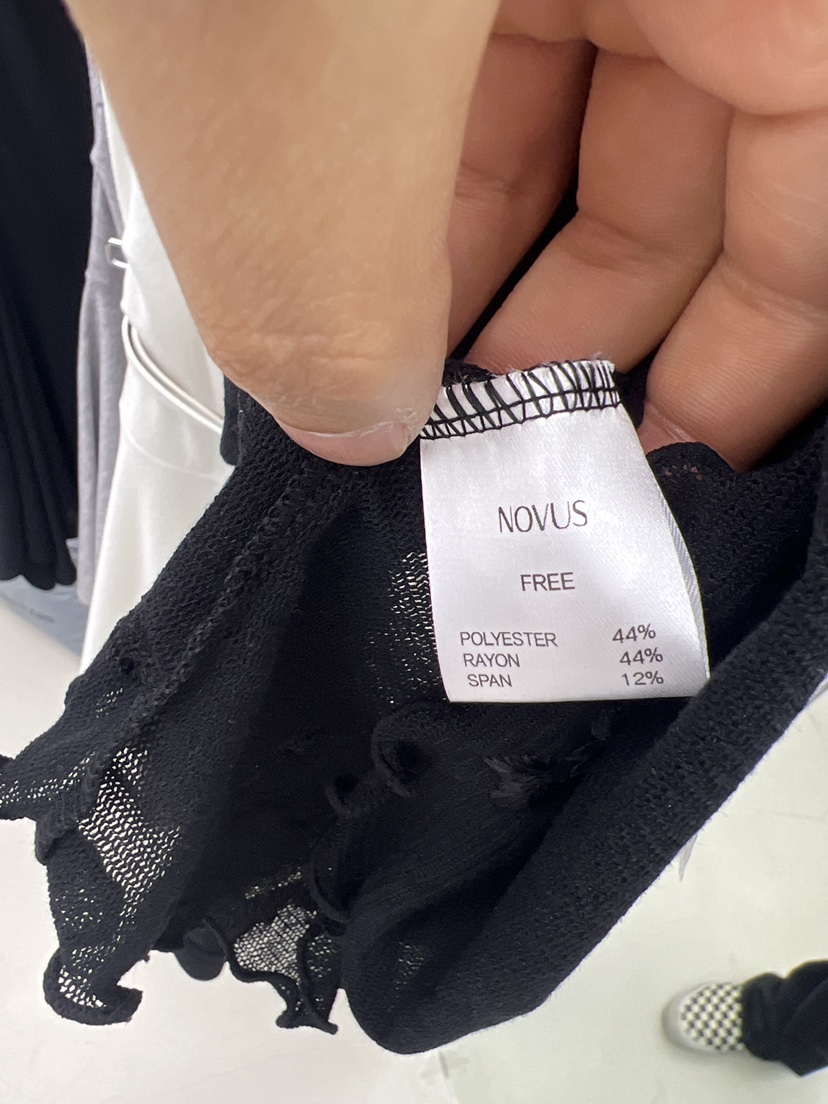 NOVUS
FREE
POLYESTER 44%
RAYON 44%
SPAN 12%